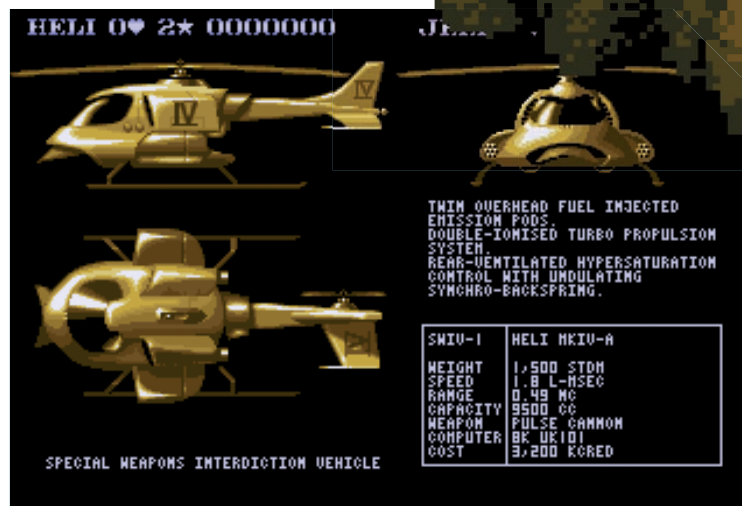 HELI 0♥ 2★ 0000000
IV
IV
TWIN OVERHEAD FUEL INJECTED
EMISSION PODS.
DOUBLE-IONISED TURBO PROPULSION
SYSTEM.
REAR-VENTILATED HYPERSATURATION
CONTROL WITH UNDULATING
SYNCHRO-BACKSPRING.
IV
SWIV-1 HELI MKIV-A
WEIGHT 1,500 STDM
SPEED 1.8 L-MSEC
RANGE 0.49 MC
CAPACITY 9500 CC
WEAPON PULSE CANNON
COMPUTER 8K UK101
COST 3,200 KCRED
SPECIAL WEAPONS INTERDICTION VEHICLE